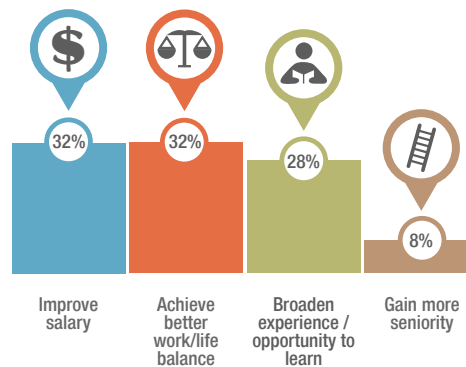 $
32%
32%
28%
8%
Improve
salary
Achieve
better
work/life
balance
Broaden
experience /
opportunity to
learn
Gain more
seniority